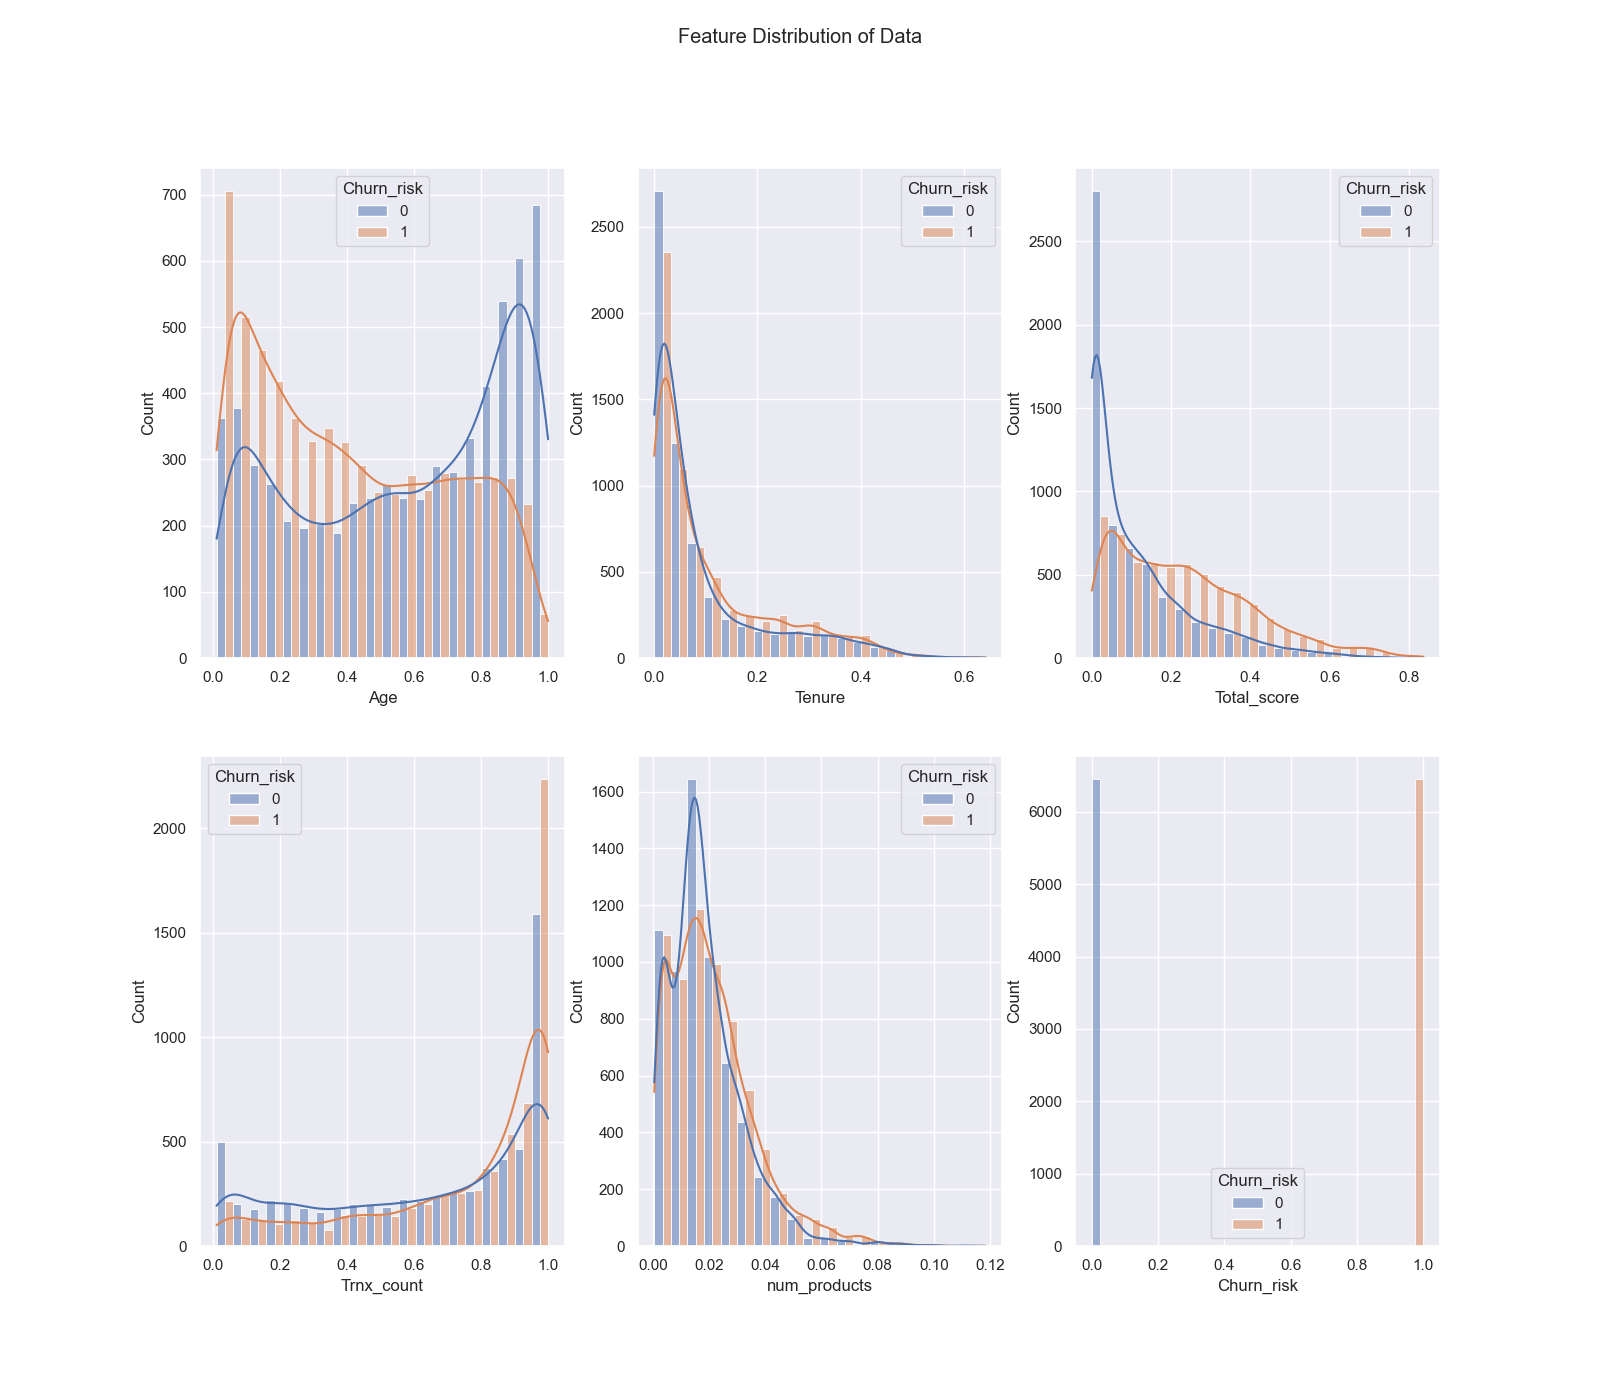 Feature Distribution of Data
Churn_risk
0
1
700
600
500
400
300
200
100
0
Count
0.0 0.2 0.4 0.6 0.8 1.0
Age
Churn_risk
0
1
2500
2000
1500
1000
500
0
Count
0.0 0.2 0.4 0.6
Tenure
Churn_risk
0
1
2500
2000
1500
1000
500
0
Count
0.0 0.2 0.4 0.6 0.8
Total_score
Churn_risk
0
1
2000
1500
1000
500
0
Count
0.0 0.2 0.4 0.6 0.8 1.0
Trnx_count
Churn_risk
0
1
1600
1400
1200
1000
800
600
400
200
0
Count
0.00 0.02 0.04 0.06 0.08 0.10 0.12
num_products
6000
5000
4000
3000
2000
1000
0
Count
Churn_risk
0
1
0.0 0.2 0.4 0.6 0.8 1.0
Churn_risk